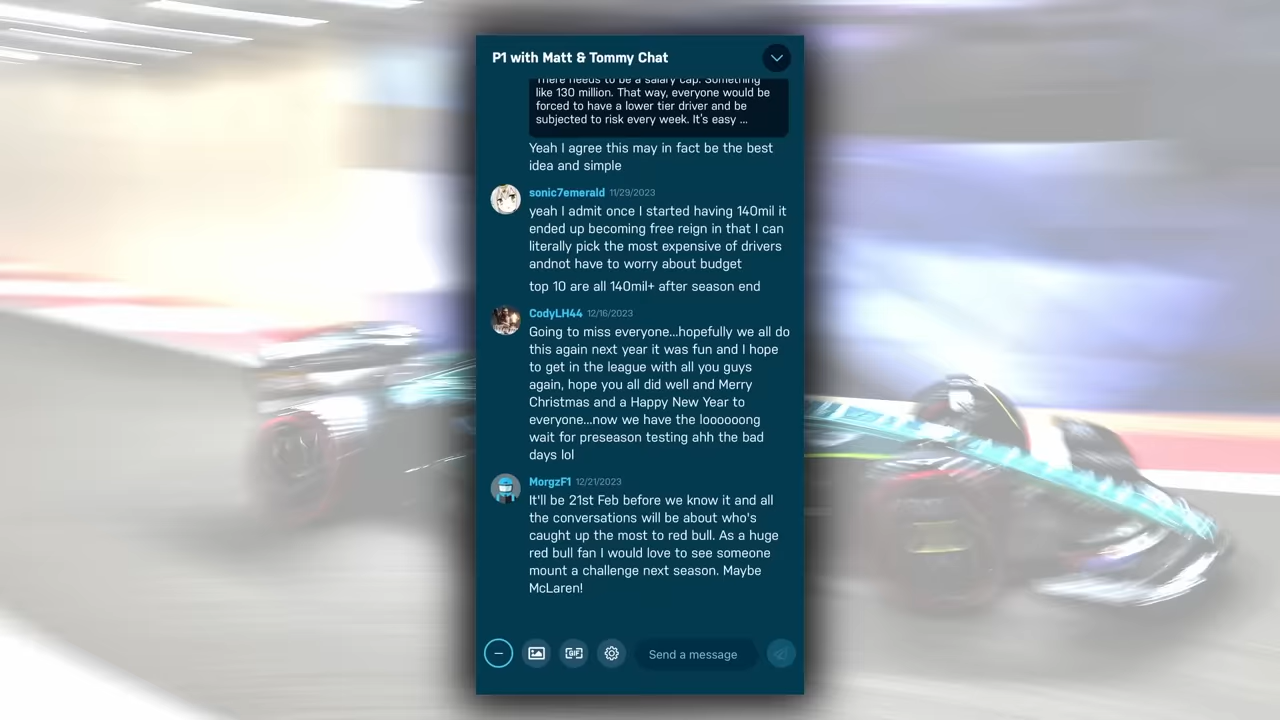 P1 with Matt & Tommy Chat
There needs to be a salary cap. Something
like 130 million. That way, everyone would be
forced to have a lower tier driver and be
subjected to risk every week. It's easy ...
Yeah I agree this may in fact be the best
idea and simple
sonic7emerald 11/29/2023
yeah I admit once I started having 140mil it
ended up becoming free reign in that I can
literally pick the most expensive of drivers
andnot have to worry about budget
top 10 are all 140mil+ after season end
CodyLH44 12/16/2023
Going to miss everyone...hopefully we all do
this again next year it was fun and I hope
to get in the league with all you guys
again, hope you all did well and Merry
Christmas and a Happy New Year to
everyone...now we have the loooooong
wait for preseason testing ahh the bad
days lol
MorgzF1 12/21/2023
It'll be 21st Feb before we know it and all
the conversations will be about who's
caught up the most to red bull. As a huge
red bull fan I would love to see someone
mount a challenge next season. Maybe
McLaren!
GIF
Send a message